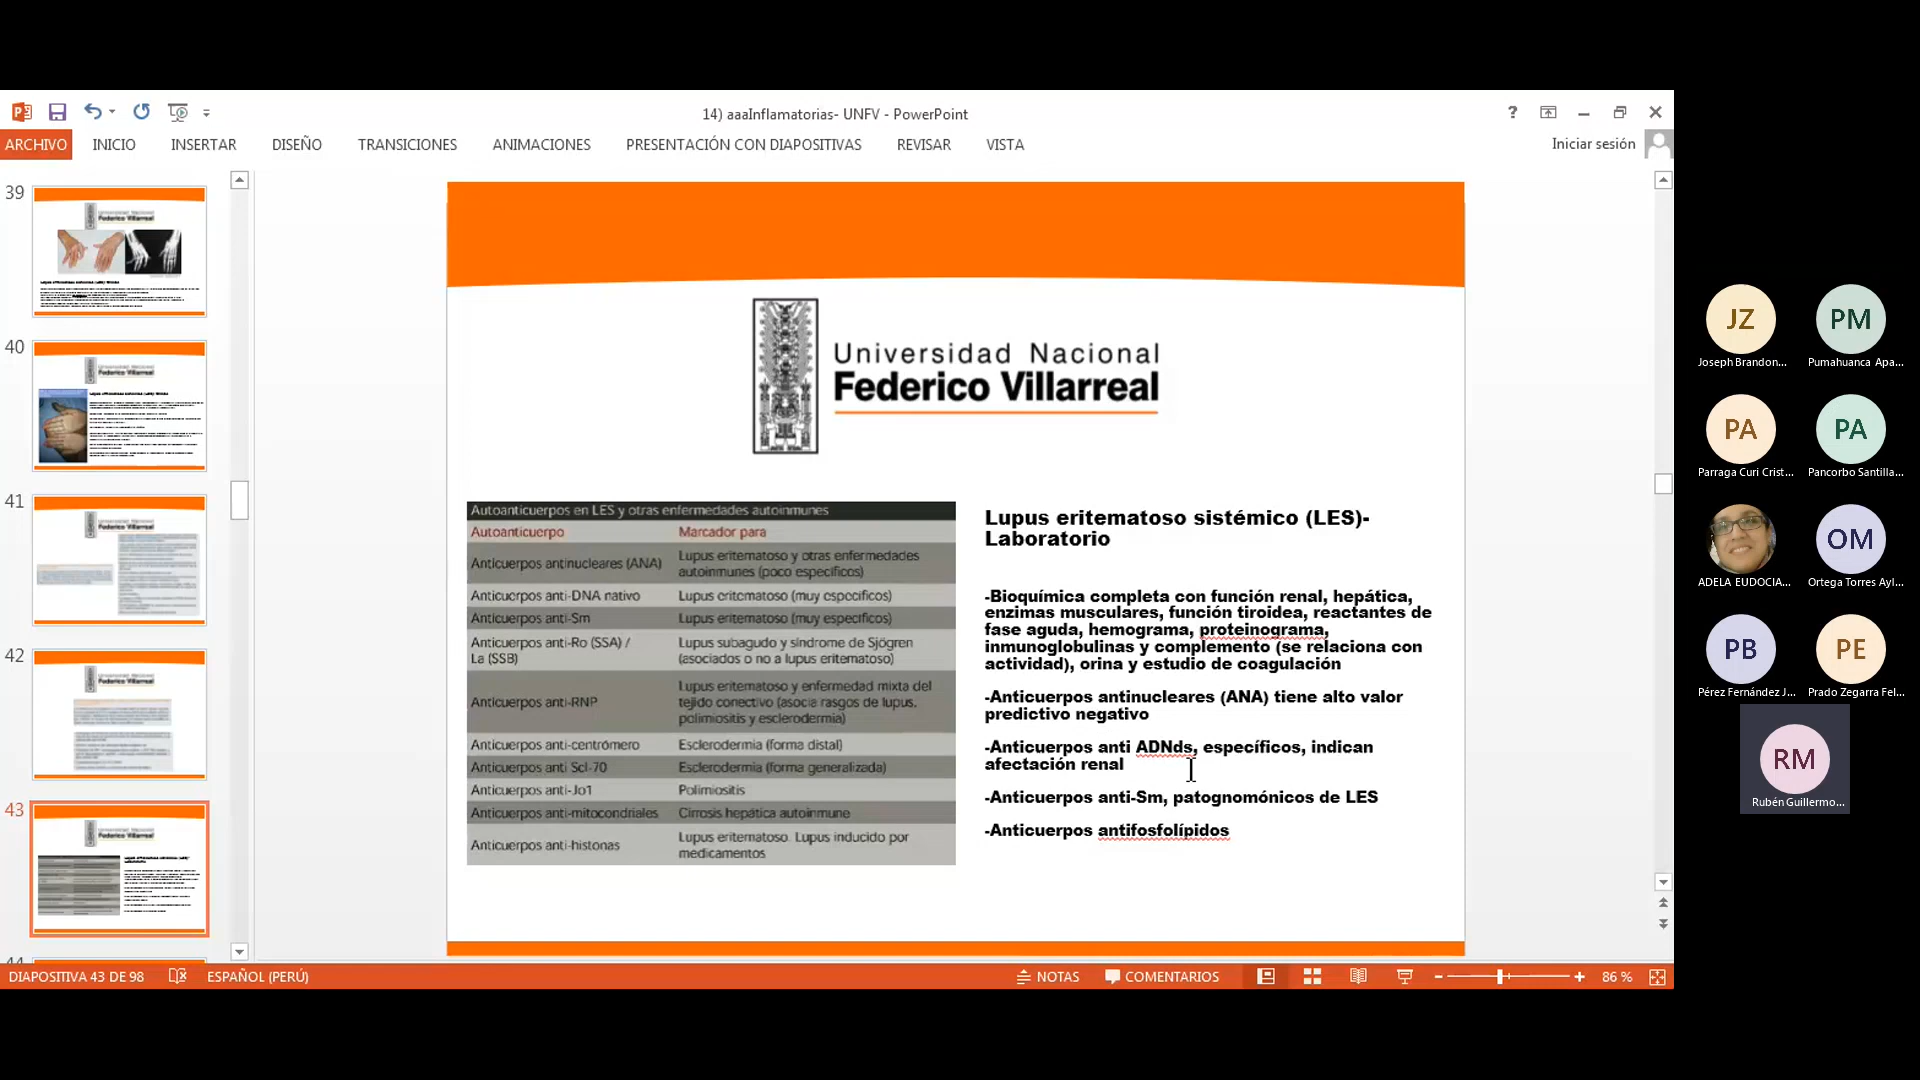 14) aaaInflamatorias- UNFV - PowerPoint
?
ARCHIVO INICIO INSERTAR DISEÑO TRANSICIONES ANIMACIONES PRESENTACIÓN CON DIAPOSITIVAS REVISAR VISTA
Iniciar sesión
39
Universidad Nacional
Federico Villarreal
40
41
42
43
Universidad Nacional
Federico Villarreal
Autoanticuerpos en LES y otras enfermedades autoinmunes
Autoanticuerpo Marcador para
Anticuerpos antinucleares (ANA) Lupus eritematoso y otras enfermedades
autoinmunes (poco específicos)
Anticuerpos anti-DNA nativo Lupus eritematoso (muy específicos)
Anticuerpos anti-Sm Lupus eritematoso (muy específicos)
Anticuerpos anti-Ro (SSA) / Lupus subagudo y síndrome de Sjögren
La (SSB) (asociados o no a lupus eritematoso)
Anticuerpos anti-RNP Lupus eritematoso y enfermedad mixta del
tejido conectivo (asocia rasgos de lupus,
polimiositis y esclerodermia)
Anticuerpos anti-centrómero Esclerodermia (forma distal)
Anticuerpos anti Scl-70 Esclerodermia (forma generalizada)
Anticuerpos anti-Jo1 Polimiositis
Anticuerpos anti-mitocondriales Cirrosis hepática autoinmune
Anticuerpos anti-histonas Lupus eritematoso. Lupus inducido por
medicamentos
Lupus eritematoso sistémico (LES)-
Laboratorio
-Bioquímica completa con función renal, hepática,
enzimas musculares, función tiroidea, reactantes de
fase aguda, hemograma, proteinograma,
inmunoglobulinas y complemento (se relaciona con
actividad), orina y estudio de coagulación
-Anticuerpos antinucleares (ANA) tiene alto valor
predictivo negativo
-Anticuerpos anti ADNds, específicos, indican
afectación renal
-Anticuerpos anti-Sm, patognomónicos de LES
-Anticuerpos antifosfolípidos
DIAPOSITIVA 43 DE 98 ESPAÑOL (PERÚ) NOTAS COMENTARIOS 86 %
JZ PM
Joseph Brandon... Pumahuanca Apa...
PA PA
Parraga Curi Crist... Pancorbo Santilla...
OM
ADELA EUDOCIA... Ortega Torres Ayl...
PB PE
Pérez Fernández J... Prado Zegarra Fel...
RM
Rubén Guillermo...